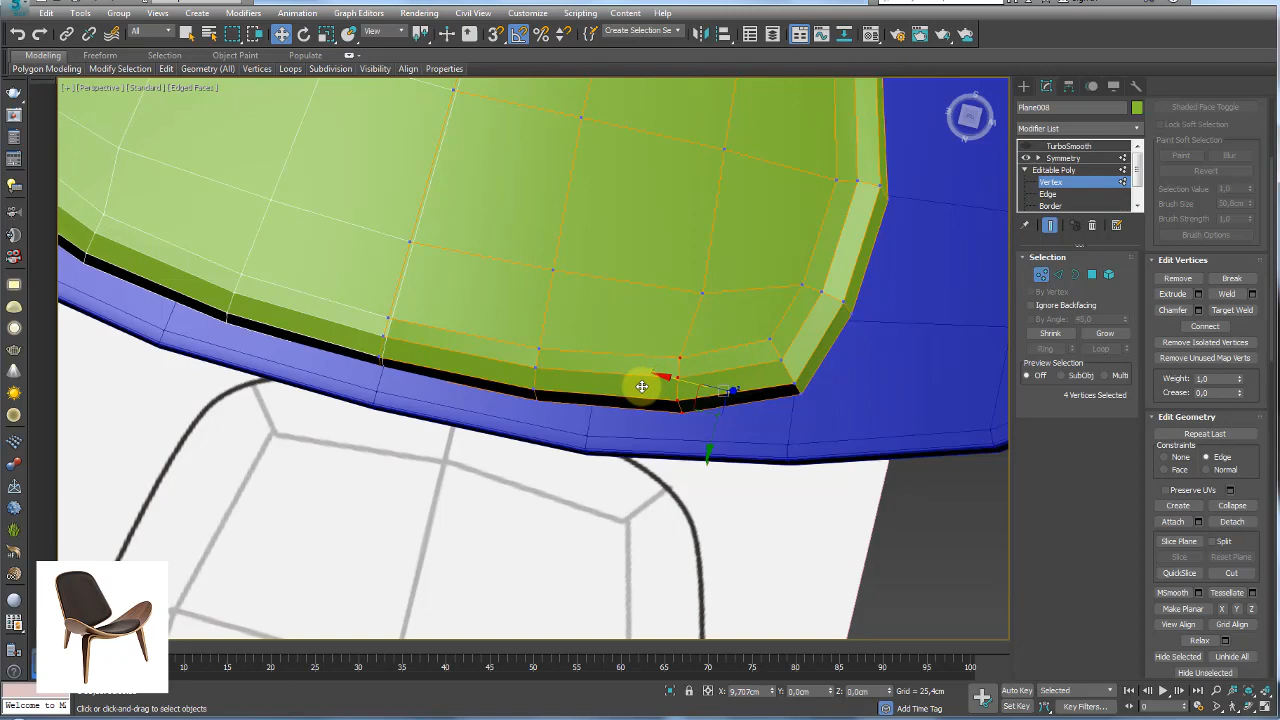 Edit Tools Group Views Create Modifiers Animation Graph Editors Rendering Civil View Customize Scripting Content Help
All View Create Selection Se
Modeling Freeform Selection Object Paint Populate
Polygon Modeling Modify Selection Edit Geometry (All) Vertices Loops Subdivision Visibility Align Properties
[+] [Perspective] [Standard] [Edged Faces]
Plane008
Modifier List
TurboSmooth
Symmetry
Editable Poly
Vertex
Edge
Border
Selection
By Vertex
Ignore Backfacing
By Angle: 45,0
Shrink Grow
Ring Loop
Preview Selection
Off SubObj Multi
4 Vertices Selected
Shaded Face Toggle
Lock Soft Selection
Paint Soft Selection
Paint Blur
Revert
Selection Value 1,0
Brush Size 50,8cm
Brush Strength 1,0
Brush Options
Edit Vertices
Remove Break
Extrude Weld
Chamfer Target Weld
Connect
Remove Isolated Vertices
Remove Unused Map Verts
Weight: 1,0
Crease: 0,0
Edit Geometry
Repeat Last
Constraints
None Edge
Face Normal
Preserve UVs
Create Collapse
Attach Detach
Slice Plane Split
Slice Reset Plane
QuickSlice Cut
MSmooth Tessellate
Make Planar X Y Z
View Align Grid Align
Relax
Hide Selected Unhide All
Hide Unselected
10 15 20 25 30 35 40 45 50 55 60 65 70 75 80 85 90 95 100
X: 9,707cm Y: 0,0cm Z: 0,0cm Grid = 25,4cm
Auto Key Selected
Welcome to M
Click or click-and-drag to select objects
Add Time Tag
Set Key Key Filters... 0